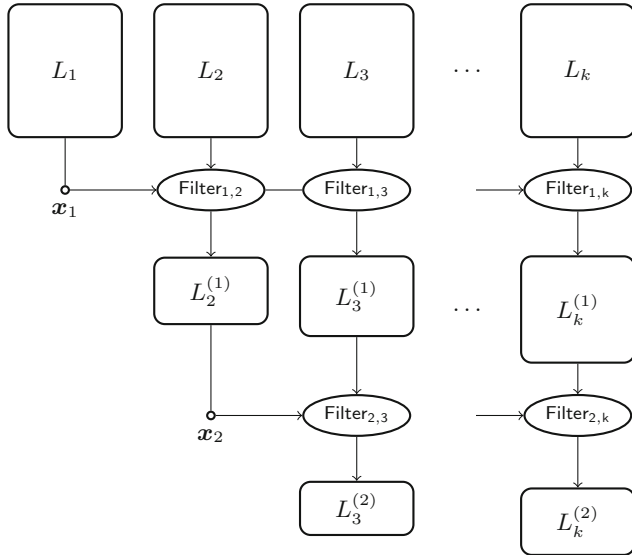 L₁ L₂ L₃ ⋯ Lₖ
Filter₁,₂ Filter₁,₃ Filter₁,ₖ
x₁
L₂⁽¹⁾ L₃⁽¹⁾ ⋯ Lₖ⁽¹⁾
Filter₂,₃ Filter₂,ₖ
x₂
L₃⁽²⁾ Lₖ⁽²⁾